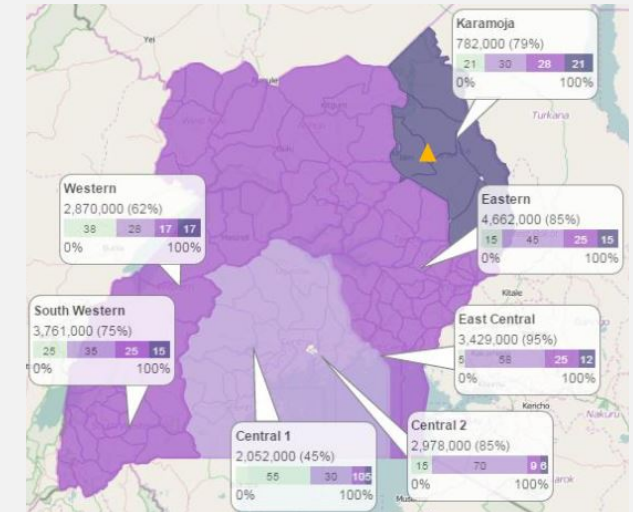 Karamoja
782,000 (79%)
21 30 28 21
0% 100%
Yei
Turkana
Western
2,870,000 (62%)
38 28 17 17
0% 100%
Eastern
4,662,000 (85%)
15 45 25 15
0% 100%
Kitale
South Western
3,761,000 (75%)
25 35 25 15
0% 100%
East Central
3,429,000 (95%)
5 58 25 12
0% 100%
Kericho
Nakuru
Central 1
2,052,000 (45%)
55 30 10 5
0% 100%
Central 2
2,978,000 (85%)
15 70 9 6
0% 100%